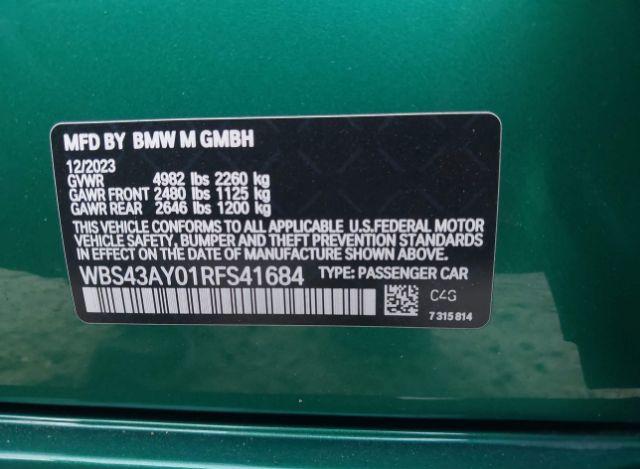 MFD BY BMW M GMBH
12/2023
GVWR 4982 lbs 2260 kg
GAWR FRONT 2480 lbs 1125 kg
GAWR REAR 2646 lbs 1200 kg
THIS VEHICLE CONFORMS TO ALL APPLICABLE U.S.FEDERAL MOTOR
VEHICLE SAFETY, BUMPER AND THEFT PREVENTION STANDARDS
IN EFFECT ON THE DATE OF MANUFACTURE SHOWN ABOVE.
WBS43AY01RFS41684 TYPE: PASSENGER CAR
C4G
7315814